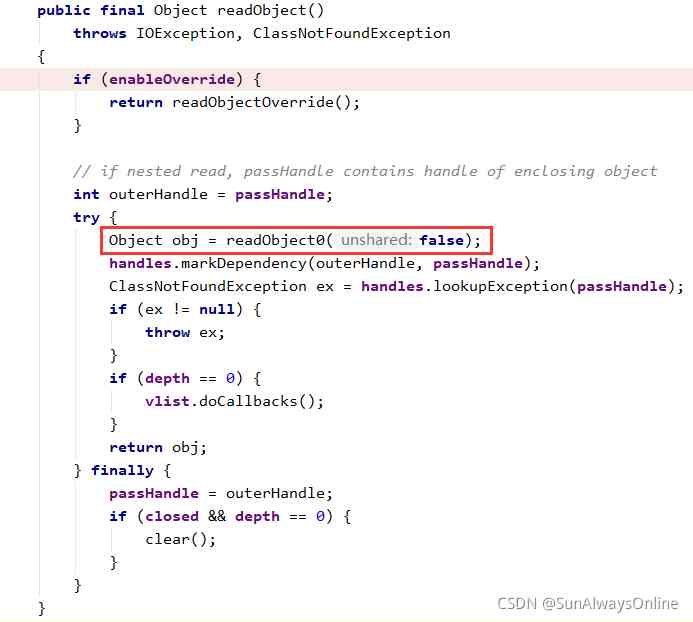 public final Object readObject()
    throws IOException, ClassNotFoundException
{
    if (enableOverride) {
        return readObjectOverride();
    }

    // if nested read, passHandle contains handle of enclosing object
    int outerHandle = passHandle;
    try {
        Object obj = readObject0( unshared: false);
        handles.markDependency(outerHandle, passHandle);
        ClassNotFoundException ex = handles.lookupException(passHandle);
        if (ex != null) {
            throw ex;
        }
        if (depth == 0) {
            vlist.doCallbacks();
        }
        return obj;
    } finally {
        passHandle = outerHandle;
        if (closed && depth == 0) {
            clear();
        }
    }
}
CSDN @SunAlwaysOnline